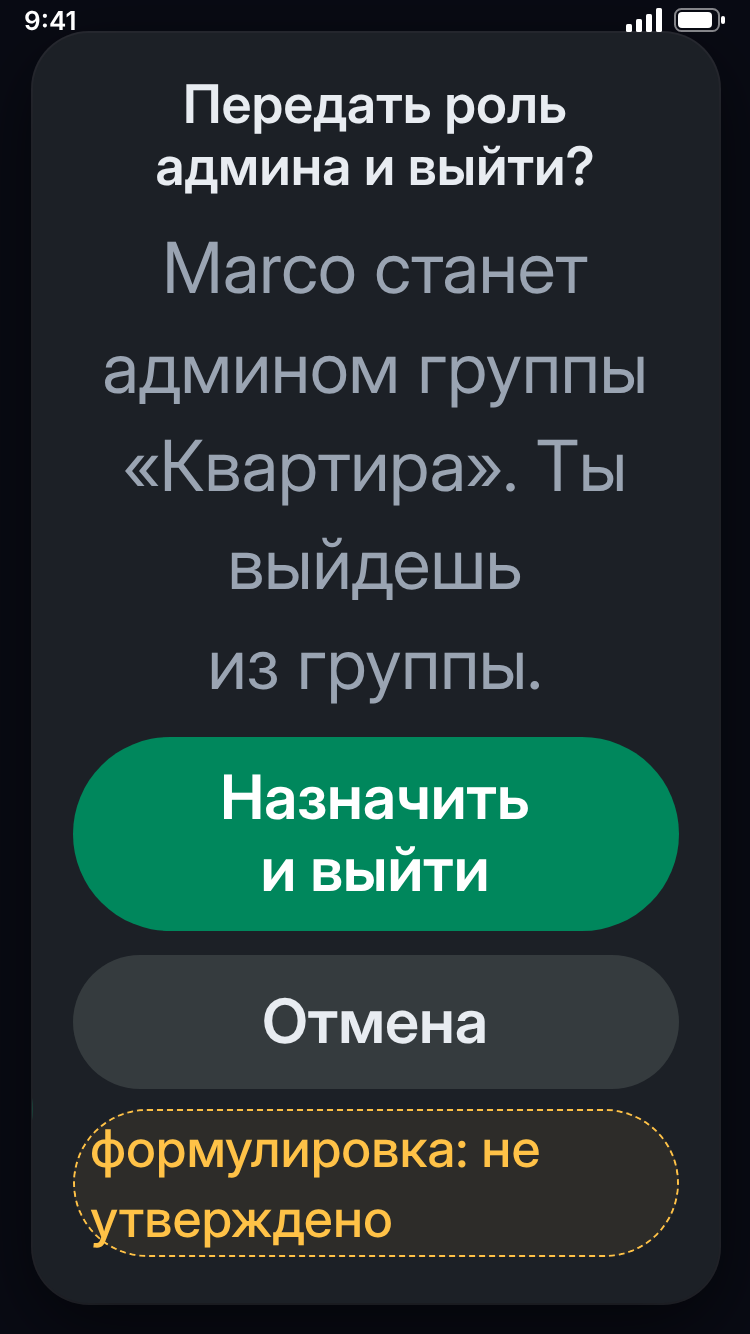 9:41
Передать роль
админа и выйти?
Marco станет
админом группы
«Квартира». Ты
выйдешь
из группы.
Назначить
и выйти
Отмена
формулировка: не
утверждено